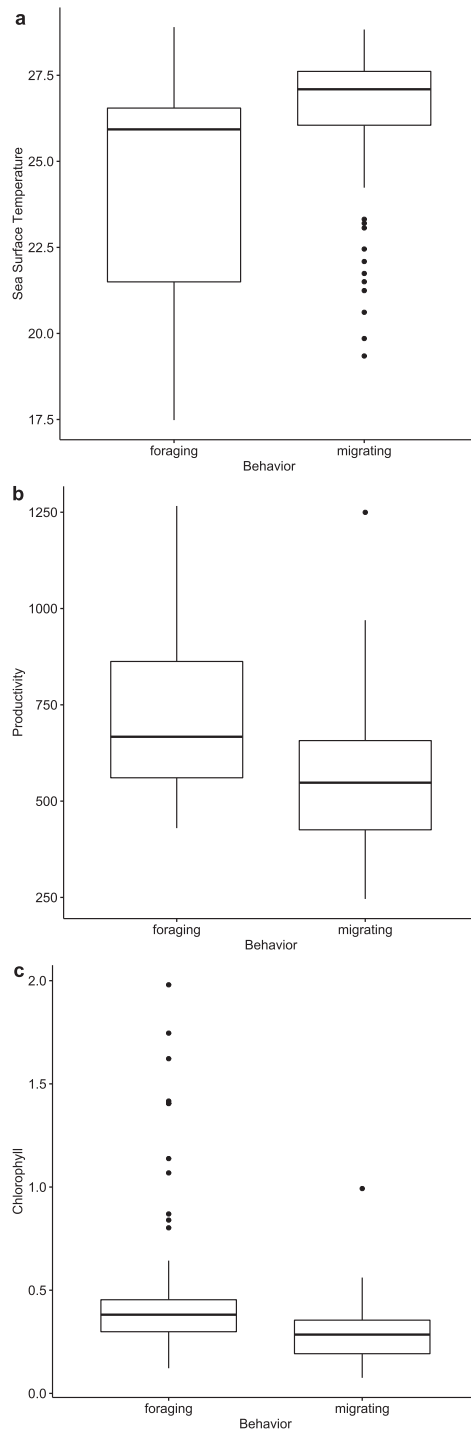 a
27.5
25.0
22.5
20.0
17.5
Sea Surface Temperature
foraging migrating
Behavior
b
1250
1000
750
500
250
Productivity
foraging migrating
Behavior
c
2.0
1.5
1.0
0.5
0.0
Chlorophyll
foraging migrating
Behavior